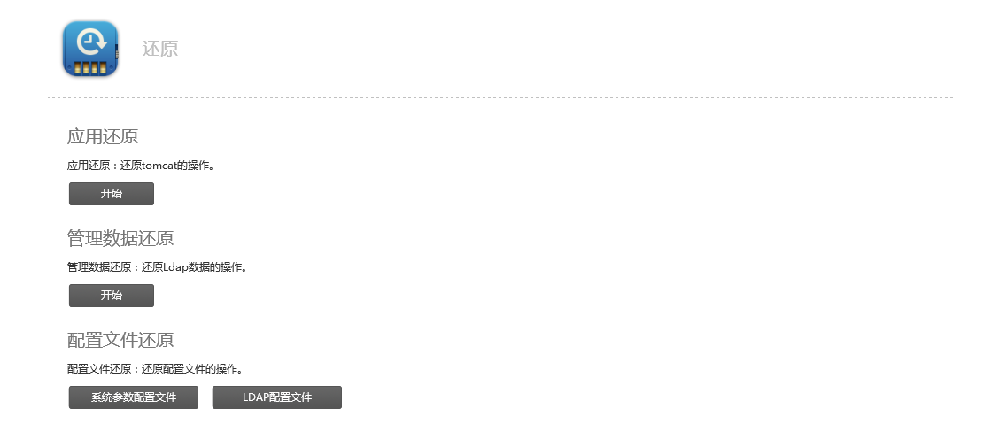 还原
应用还原
应用还原：还原tomcat的操作。
开始
管理数据还原
管理数据还原：还原Ldap数据的操作。
开始
配置文件还原
配置文件还原：还原配置文件的操作。
系统参数配置文件 LDAP配置文件